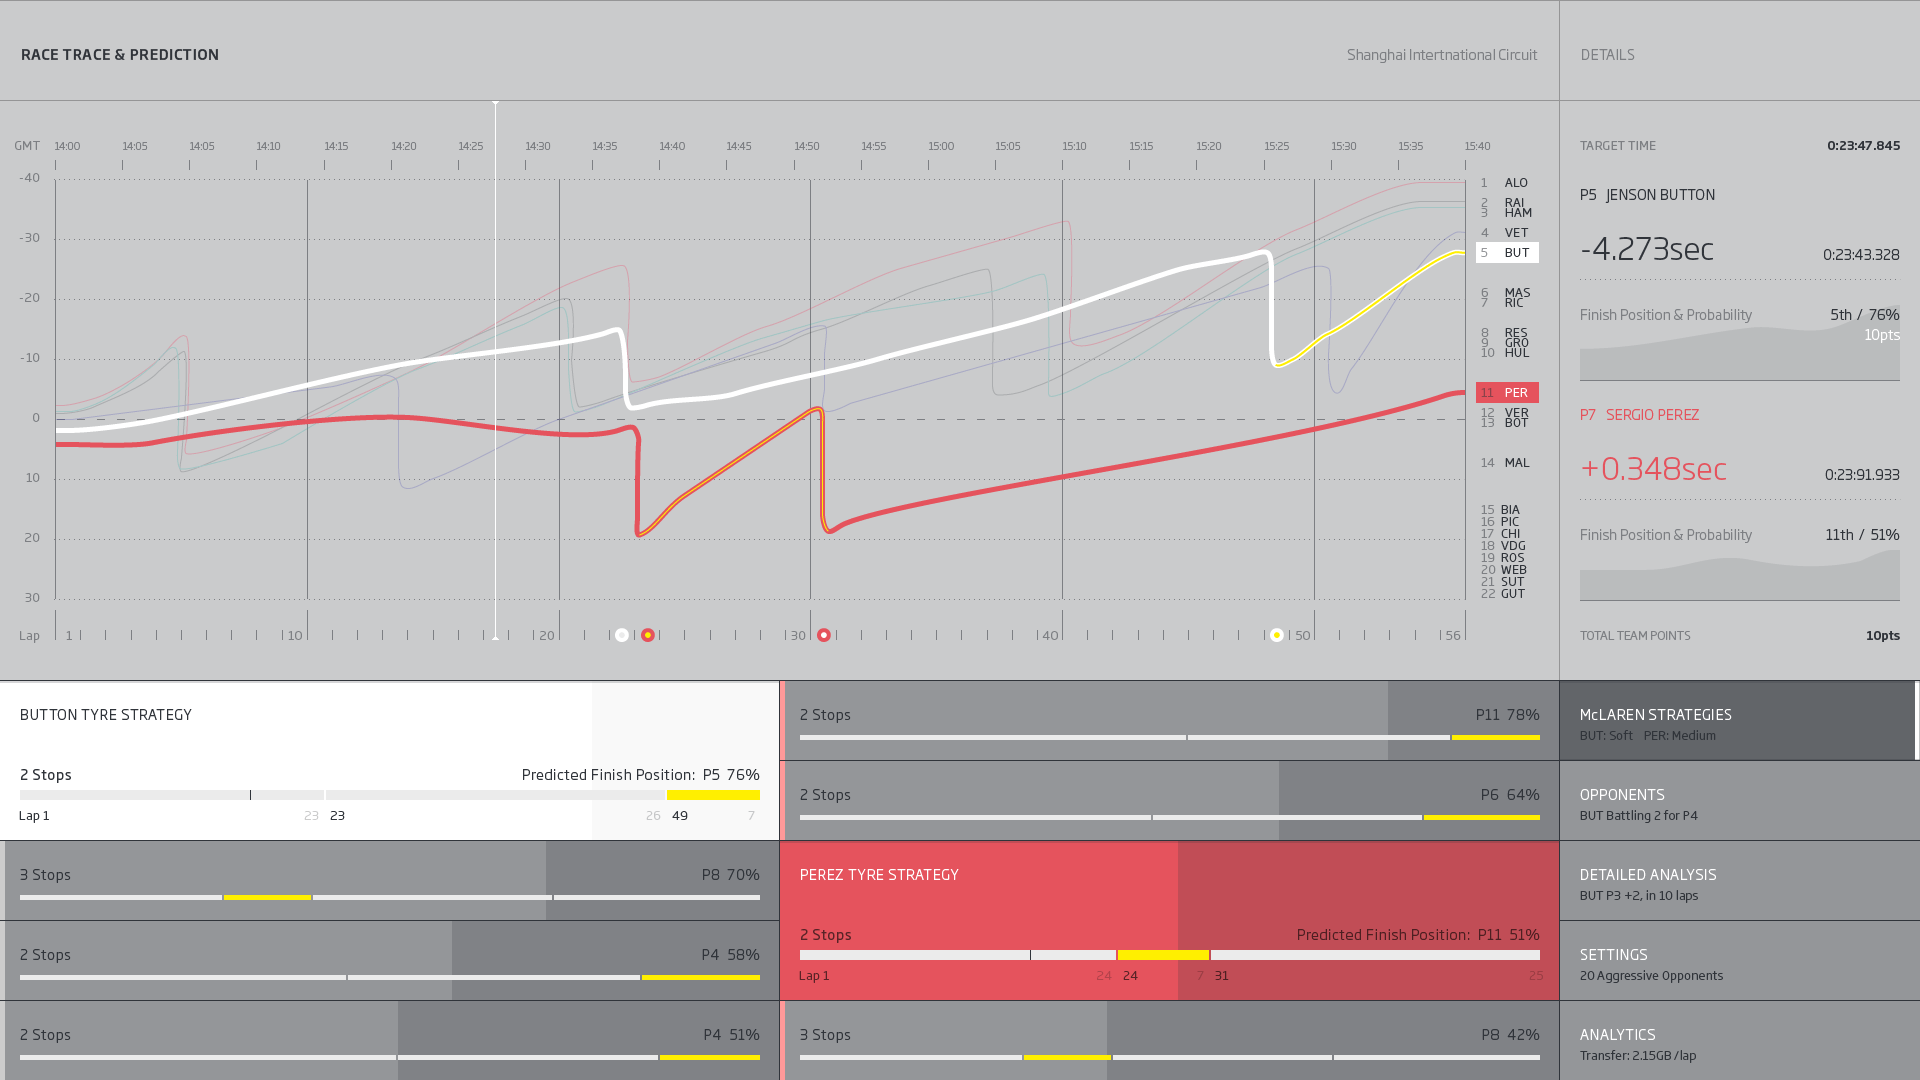 RACE TRACE & PREDICTION
Shanghai Intertnational Circuit
DETAILS
GMT 14:00 14:05 14:05 14:10 14:15 14:20 14:25 14:30 14:35 14:40 14:45 14:50 14:55 15:00 15:05 15:10 15:15 15:20 15:25 15:30 15:35 15:40
-40
-30
-20
-10
0
10
20
30
1 ALO
2 RAI
3 HAM
4 VET
5 BUT
6 MAS
7 RIC
8 RES
9 GRO
10 HUL
11 PER
12 VER
13 BOT
14 MAL
15 BIA
16 PIC
17 CHI
18 VDG
19 ROS
20 WEB
21 SUT
22 GUT
Lap 1 10 20 30 40 50 56
TARGET TIME 0:23:47.845
P5 JENSON BUTTON
-4.273sec 0:23:43.328
Finish Position & Probability 5th / 76%
10pts
P7 SERGIO PEREZ
+0.348sec 0:23:91.933
Finish Position & Probability 11th / 51%
TOTAL TEAM POINTS 10pts
BUTTON TYRE STRATEGY
2 Stops Predicted Finish Position: P5 76%
Lap 1 23 23 26 49 7
3 Stops P8 70%
2 Stops P4 58%
2 Stops P4 51%
2 Stops P11 78%
2 Stops P6 64%
PEREZ TYRE STRATEGY
2 Stops Predicted Finish Position: P11 51%
Lap 1 24 24 7 31 25
3 Stops P8 42%
McLAREN STRATEGIES
BUT: Soft PER: Medium
OPPONENTS
BUT Battling 2 for P4
DETAILED ANALYSIS
BUT P3 +2, in 10 laps
SETTINGS
20 Aggressive Opponents
ANALYTICS
Transfer: 2.15GB /lap